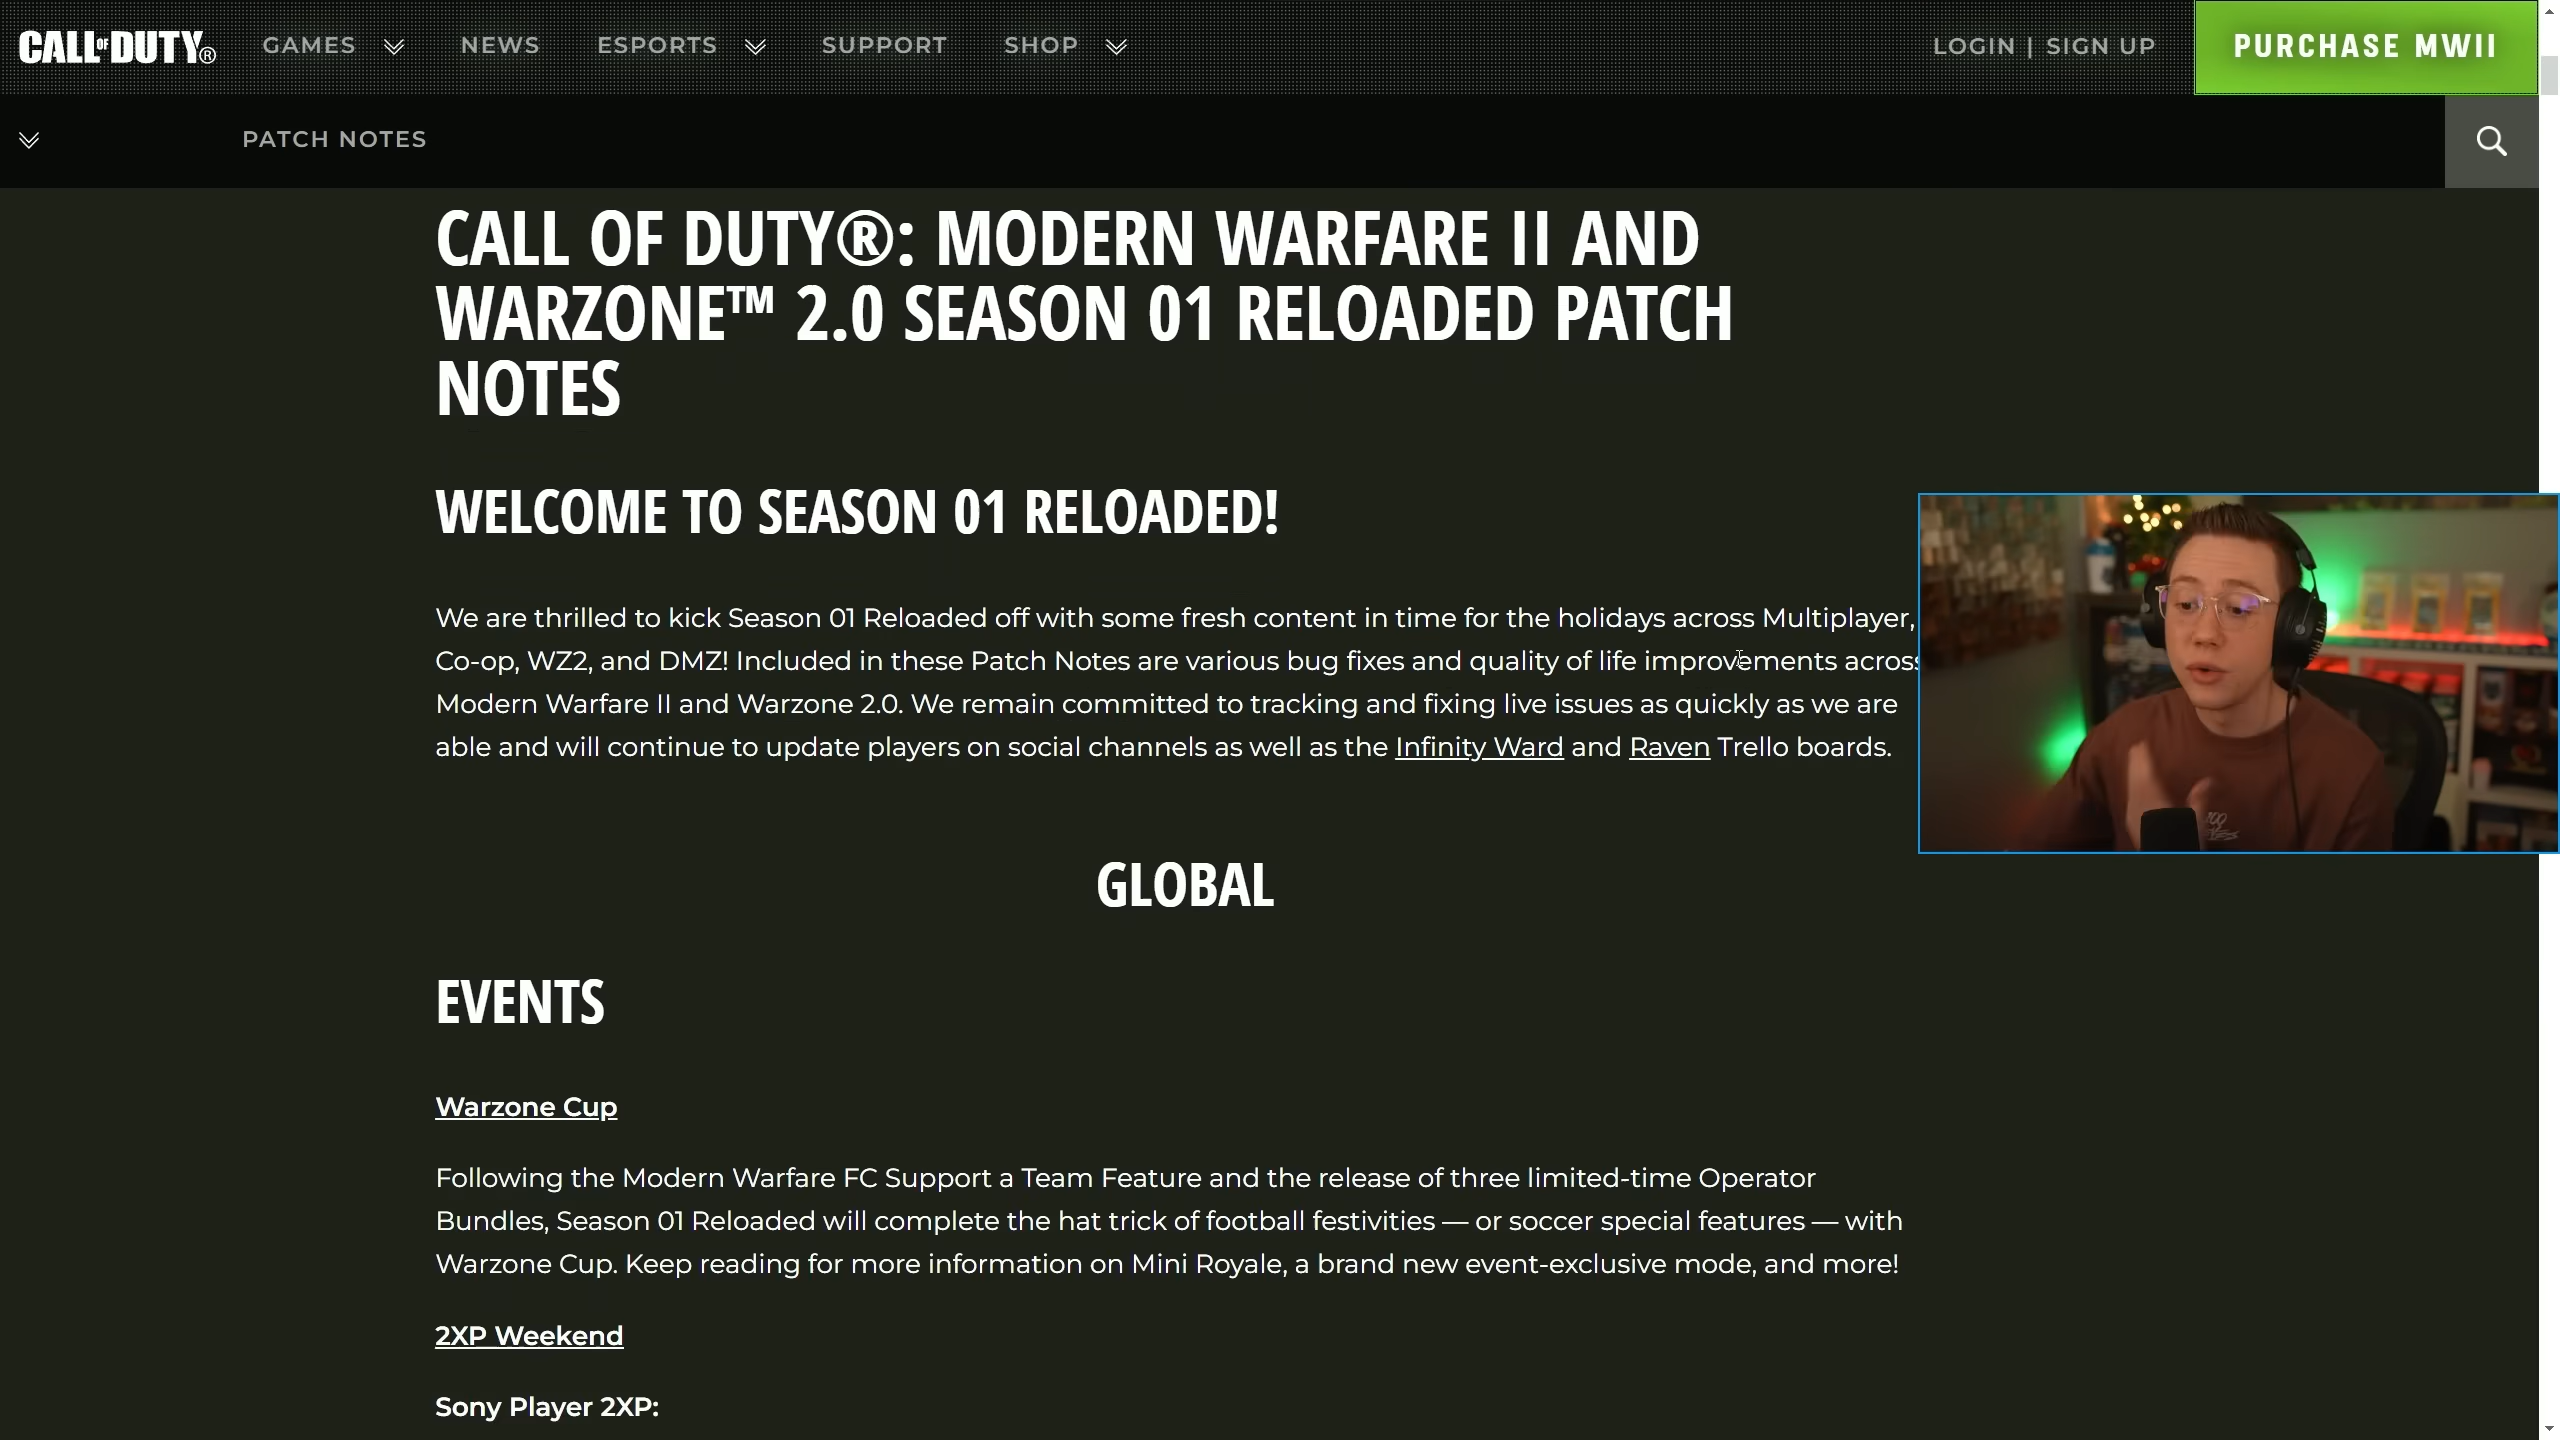 CALL OF DUTY® GAMES NEWS ESPORTS SUPPORT SHOP LOGIN | SIGN UP PURCHASE MWII
PATCH NOTES
CALL OF DUTY®: MODERN WARFARE II AND
WARZONE™ 2.0 SEASON 01 RELOADED PATCH
NOTES
WELCOME TO SEASON 01 RELOADED!
We are thrilled to kick Season 01 Reloaded off with some fresh content in time for the holidays across Multiplayer,
Co-op, WZ2, and DMZ! Included in these Patch Notes are various bug fixes and quality of life improvements across
Modern Warfare II and Warzone 2.0. We remain committed to tracking and fixing live issues as quickly as we are
able and will continue to update players on social channels as well as the Infinity Ward and Raven Trello boards.
GLOBAL
EVENTS
Warzone Cup
Following the Modern Warfare FC Support a Team Feature and the release of three limited-time Operator
Bundles, Season 01 Reloaded will complete the hat trick of football festivities — or soccer special features — with
Warzone Cup. Keep reading for more information on Mini Royale, a brand new event-exclusive mode, and more!
2XP Weekend
Sony Player 2XP: